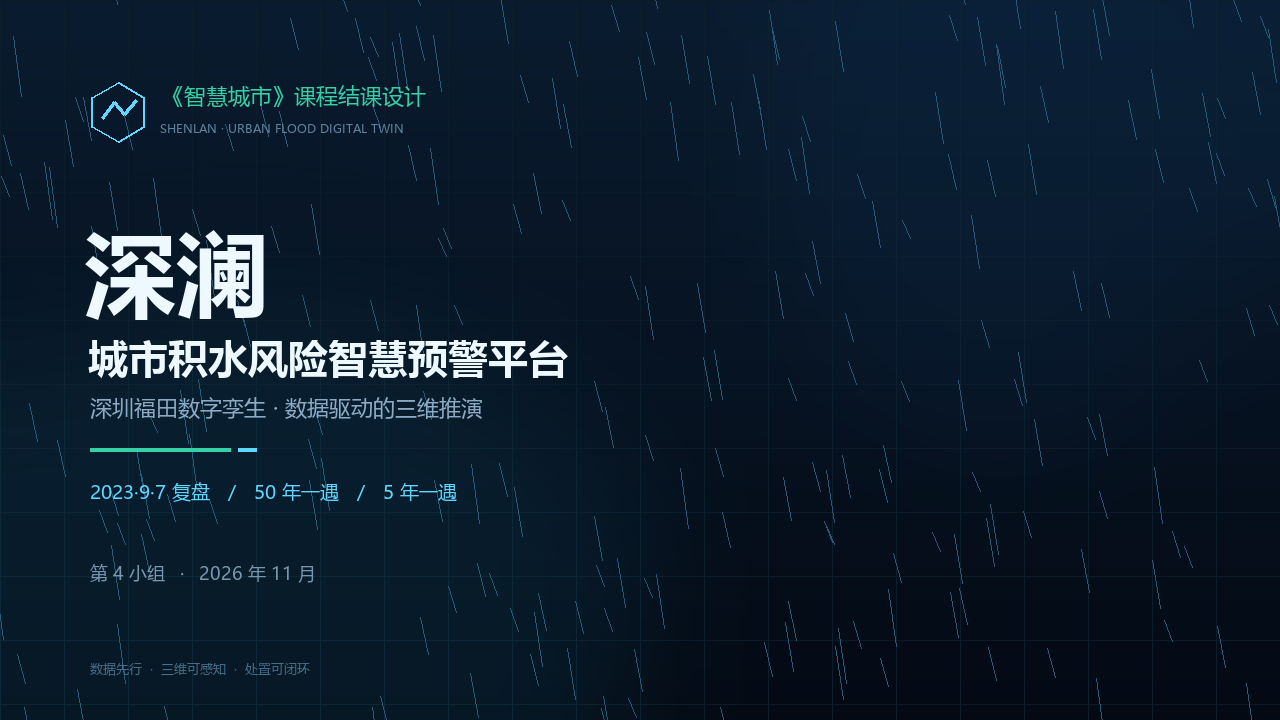 《智慧城市》课程结课设计
SHENLAN · URBAN FLOOD DIGITAL TWIN
深澜
城市积水风险智慧预警平台
深圳福田数字孪生 · 数据驱动的三维推演
2023·9·7 复盘 / 50 年一遇 / 5 年一遇
第 4 小组 · 2026 年 11 月
数据先行 · 三维可感知 · 处置可闭环